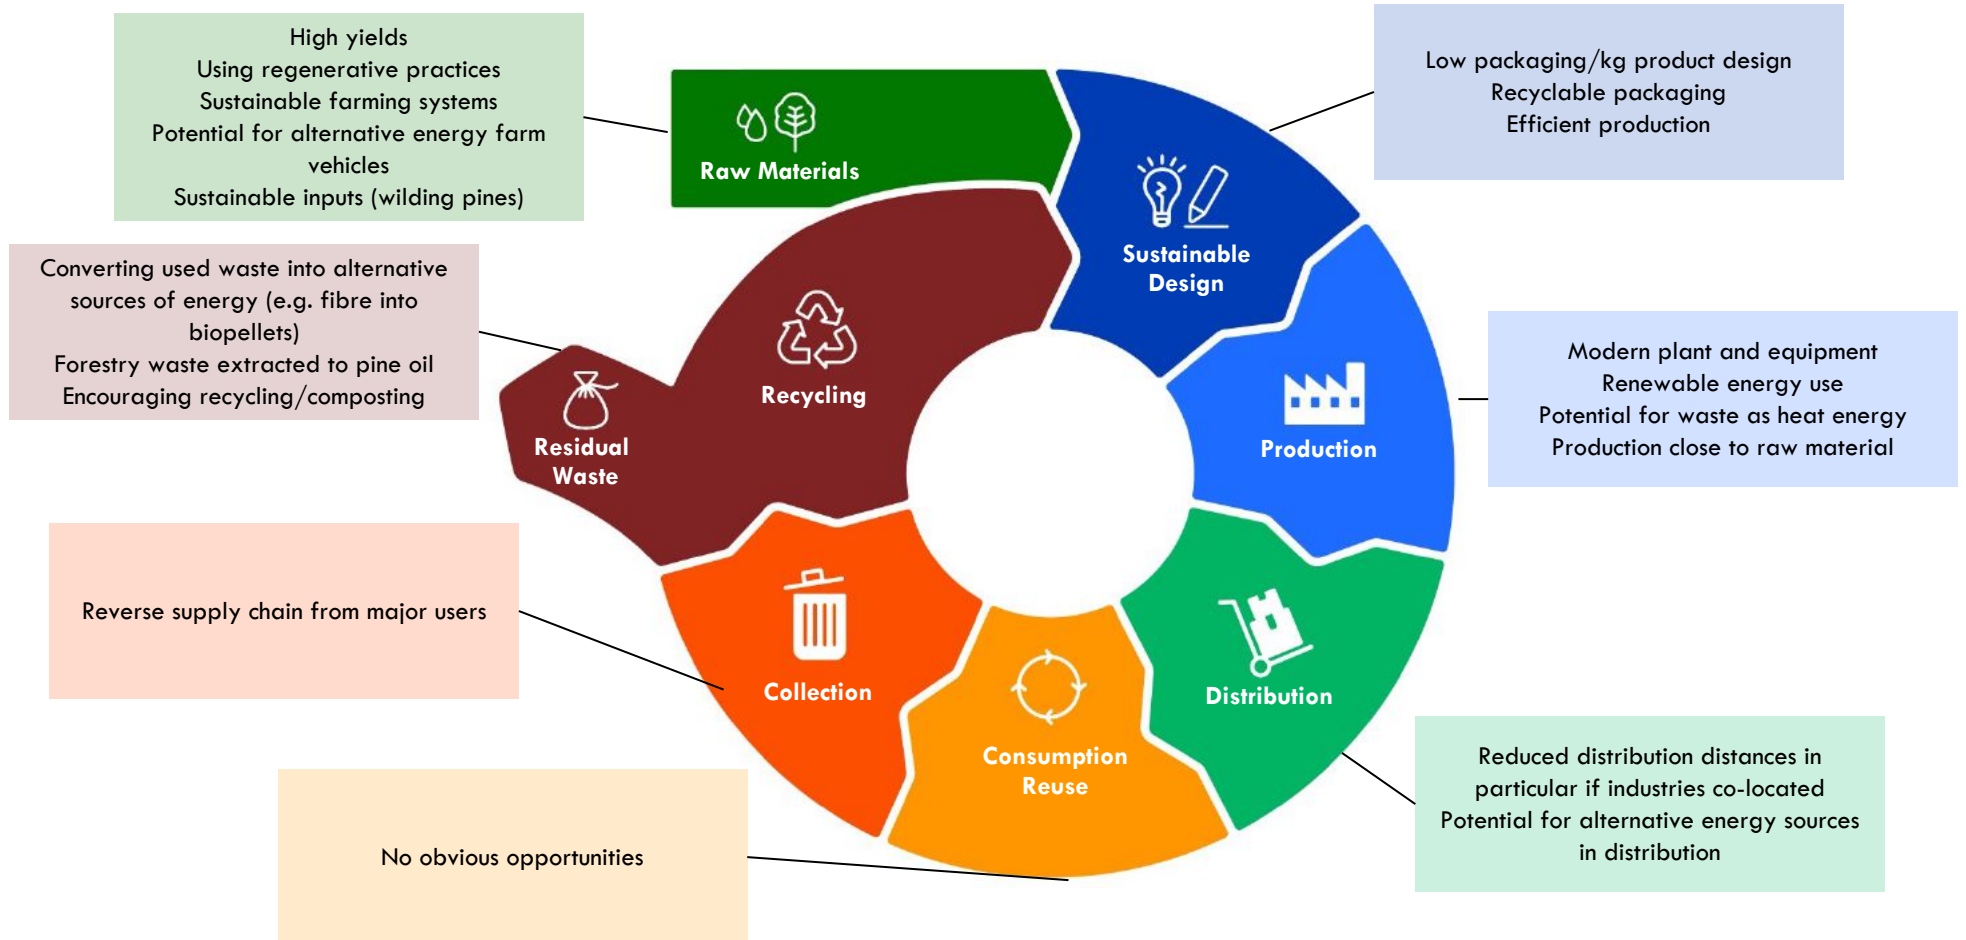 High yields
Using regenerative practices
Sustainable farming systems
Potential for alternative energy farm
vehicles
Sustainable inputs (wilding pines)
Raw Materials
Low packaging/kg product design
Recyclable packaging
Efficient production
Sustainable
Design
Converting used waste into alternative
sources of energy (e.g. fibre into
biopellets)
Forestry waste extracted to pine oil
Encouraging recycling/composting
Recycling
Residual
Waste
Modern plant and equipment
Renewable energy use
Potential for waste as heat energy
Production close to raw material
Production
Reverse supply chain from major users
Collection
Distribution
Reduced distribution distances in
particular if industries co-located
Potential for alternative energy sources
in distribution
Consumption
Reuse
No obvious opportunities